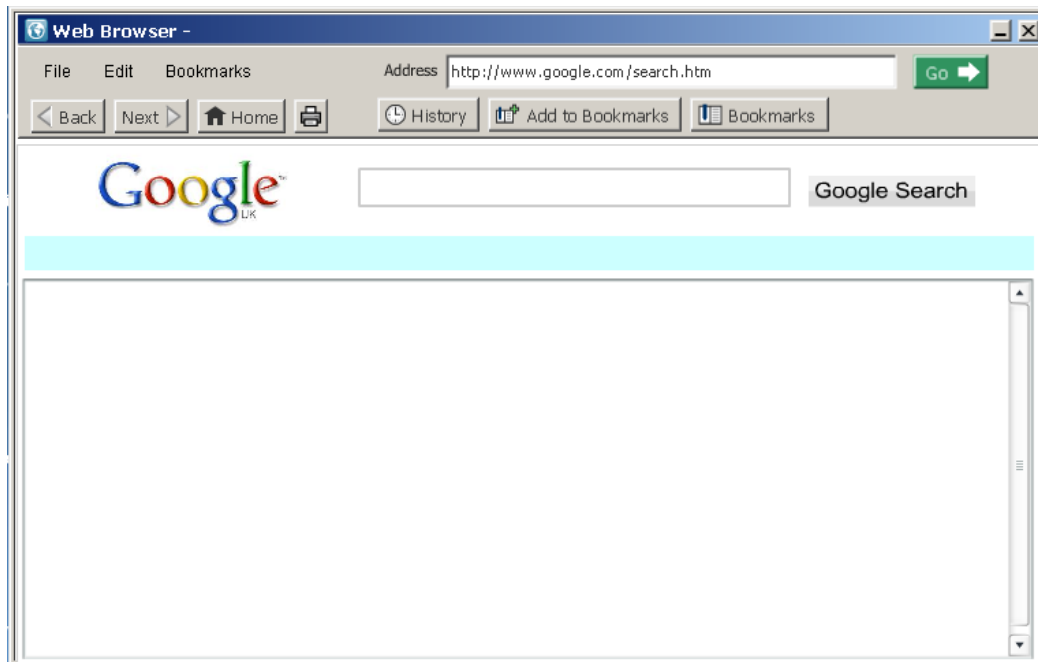 Web Browser -
File Edit Bookmarks Address http://www.google.com/search.htm Go
Back Next Home History Add to Bookmarks Bookmarks
Google™ Google Search
UK